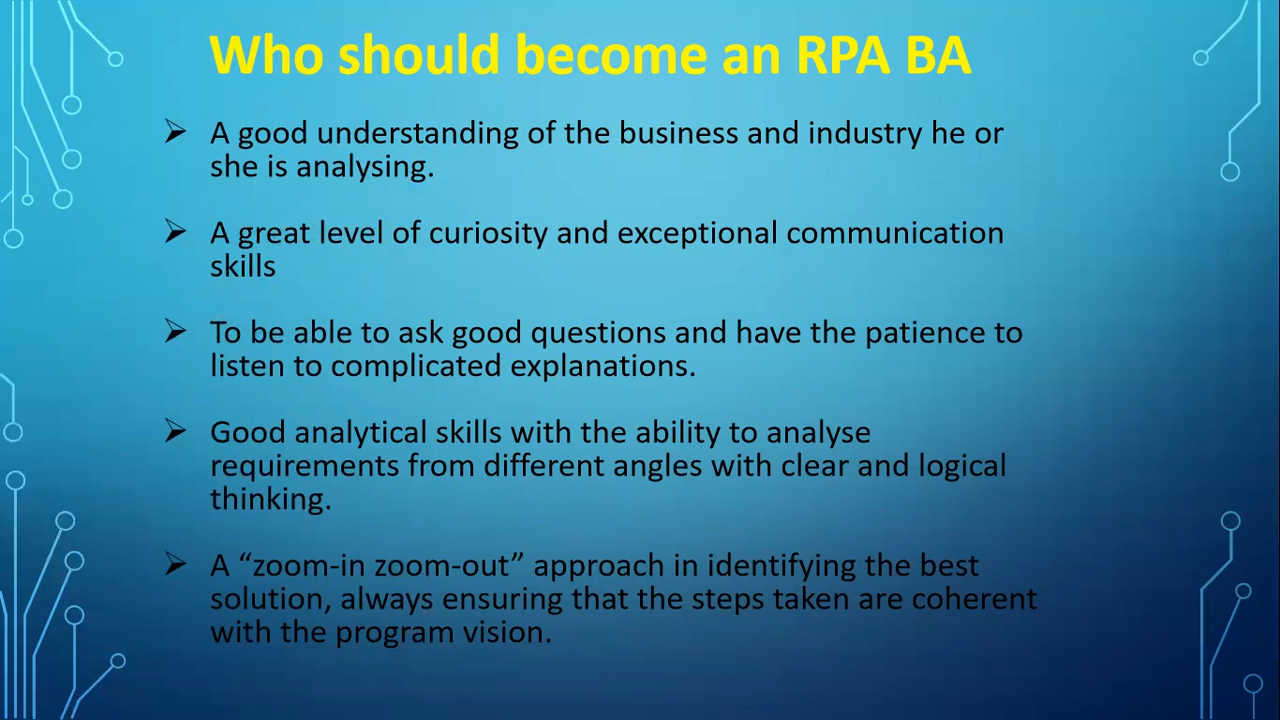 Who should become an RPA BA
➢ A good understanding of the business and industry he or
she is analysing.
➢ A great level of curiosity and exceptional communication
skills
➢ To be able to ask good questions and have the patience to
listen to complicated explanations.
➢ Good analytical skills with the ability to analyse
requirements from different angles with clear and logical
thinking.
➢ A “zoom-in zoom-out” approach in identifying the best
solution, always ensuring that the steps taken are coherent
with the program vision.